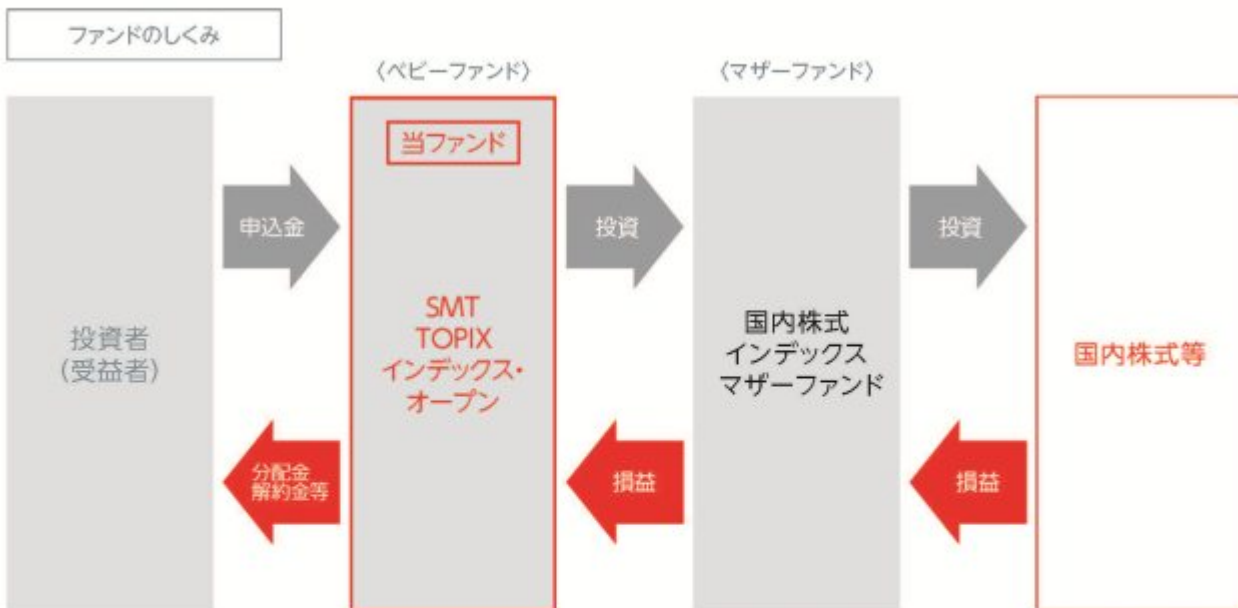 ファンドのしくみ
〈ベビーファンド〉
〈マザーファンド〉
当ファンド
申込金
投資
投資
投資者
(受益者)
SMT
TOPIX
インデックス・
オープン
国内株式
インデックス
マザーファンド
国内株式等
分配金
解約金等
損益
損益